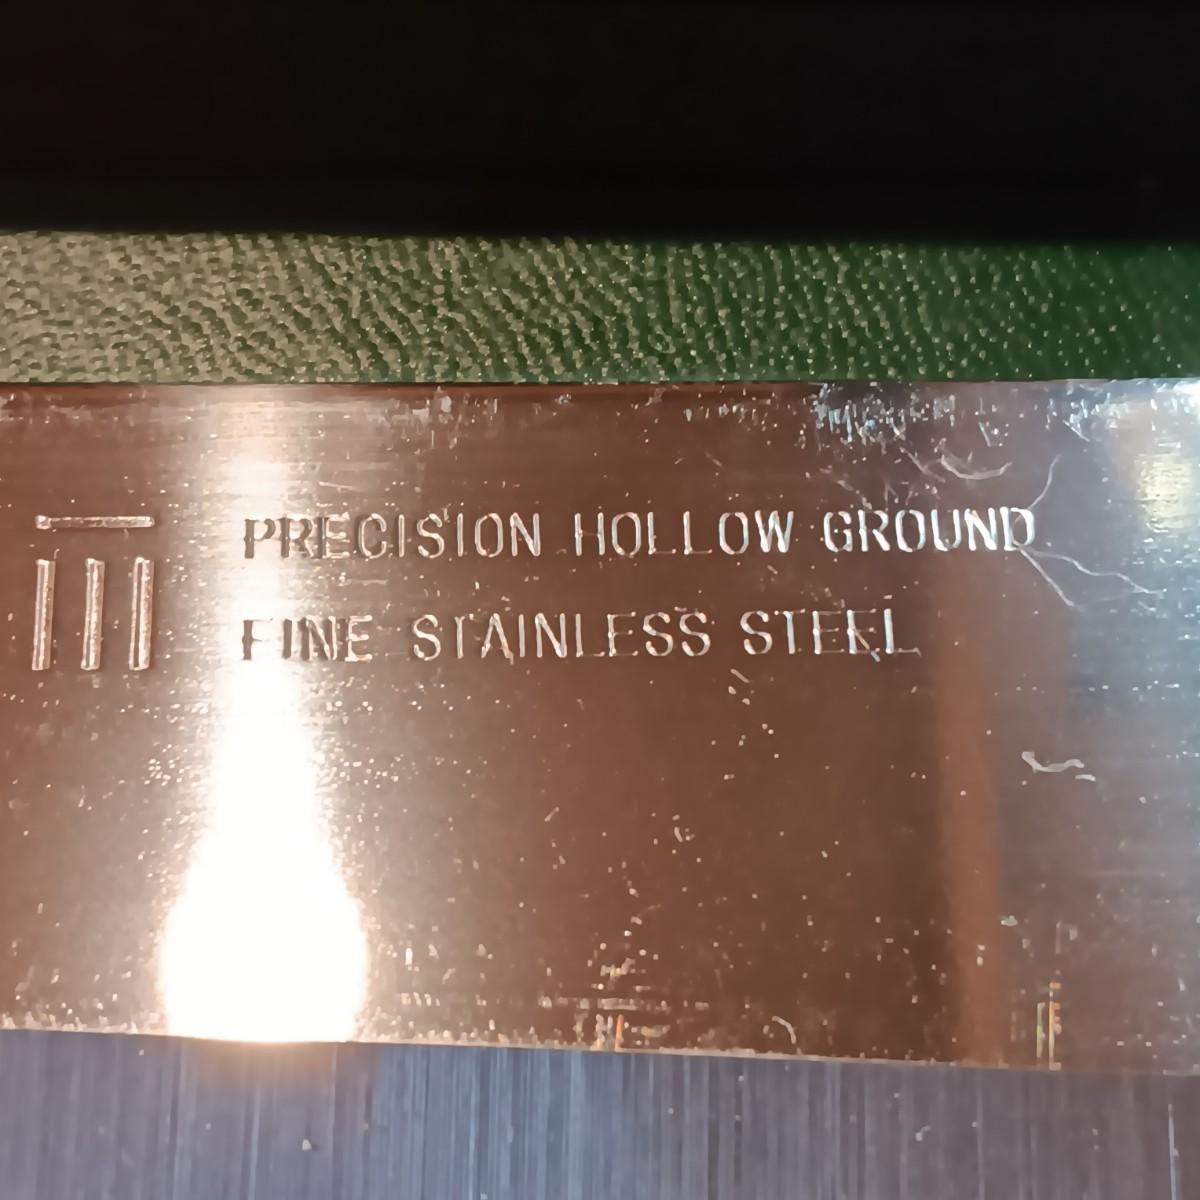 PRECISION HOLLOW GROUND
FINE STAINLESS STEEL